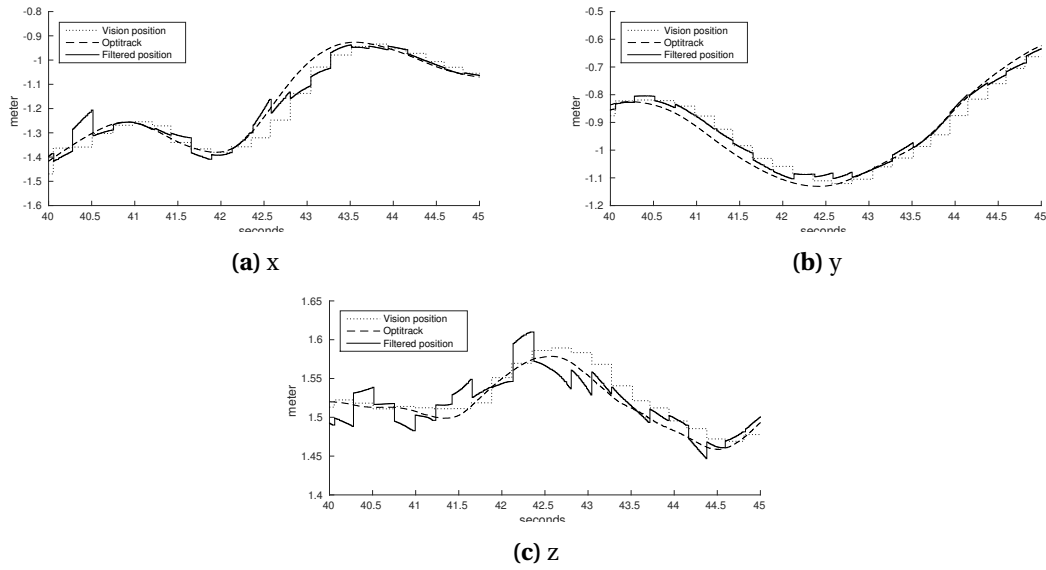 -0.8
-0.9
-1
-1.1
-1.2
-1.3
-1.4
-1.5
-1.6
meter
Vision position
Optitrack
Filtered position
40 40.5 41 41.5 42 42.5 43 43.5 44 44.5 45
seconds
(a) x
-0.4
-0.6
-0.8
-1
-1.1
-1.2
meter
Vision position
Optitrack
Filtered position
40 40.5 41 41.5 42 42.5 43 43.5 44 44.5 45
seconds
(b) y
1.65
1.6
1.55
1.5
1.45
1.4
meter
Vision position
Optitrack
Filtered position
40 40.5 41 41.5 42 42.5 43 43.5 44 44.5 45
seconds
(c) z